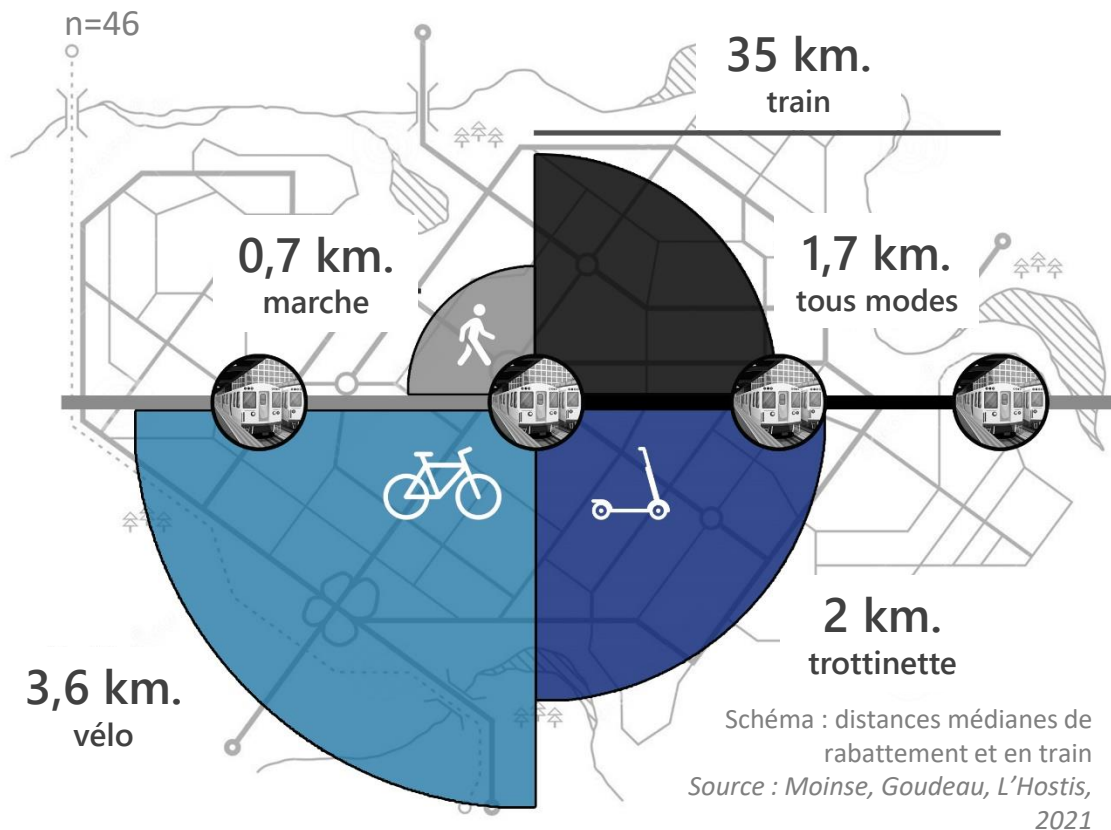 n=46
35 km.
train
0,7 km.
marche
1,7 km.
tous modes
2 km.
trottinette
3,6 km.
vélo
Schéma : distances médianes de
rabattement et en train
Source : Moinse, Goudeau, L’Hostis,
2021